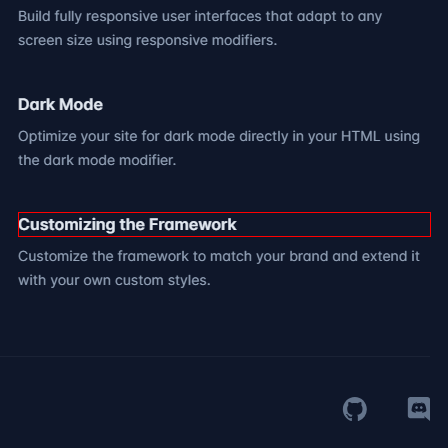 Build fully responsive user interfaces that adapt to any
screen size using responsive modifiers.
Dark Mode
Optimize your site for dark mode directly in your HTML using
the dark mode modifier.
Customizing the Framework
Customize the framework to match your brand and extend it
with your own custom styles.